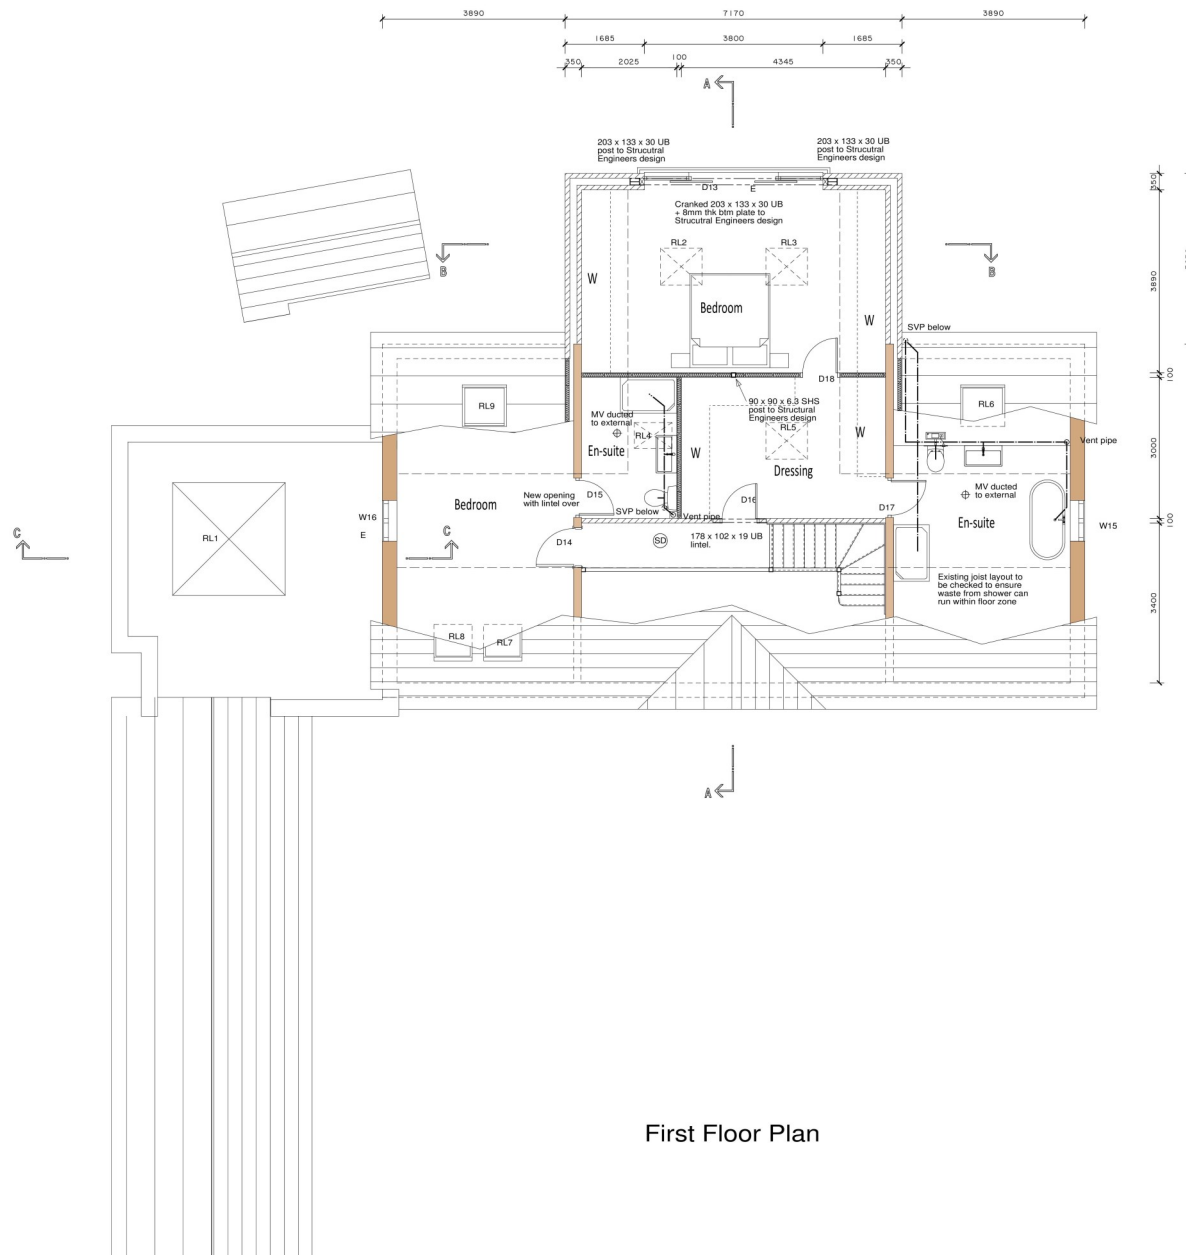 3890 7170 3890
1685 3800 1685
350 2025 100 4345 350
A
203 x 133 x 30 UB
post to Strucutral
Engineers design
203 x 133 x 30 UB
post to Strucutral
Engineers design
D13 E
Cranked 203 x 133 x 30 UB
+ 8mm thk btm plate to
Strucutral Engineers design
350
RL2 RL3
B B
W
3890
Bedroom
W
SVP below
D18
100
90 x 90 x 6.3 SHS
post to Structural
Engineers design
RL9
RL6
MV ducted
to external
RL4
RL5
W
En-suite
W
Vent pipe
3000
Dressing
MV ducted
to external
New opening
with lintel over
D15
D16
Bedroom
D17
SVP below
Vent pipe
W16
E
En-suite
W15
100
C
RL1
C
D14
SD
178 x 102 x 19 UB
lintel.
Existing joist layout to
be checked to ensure
waste from shower can
run within floor zone
3400
RL8 RL7
A
First Floor Plan